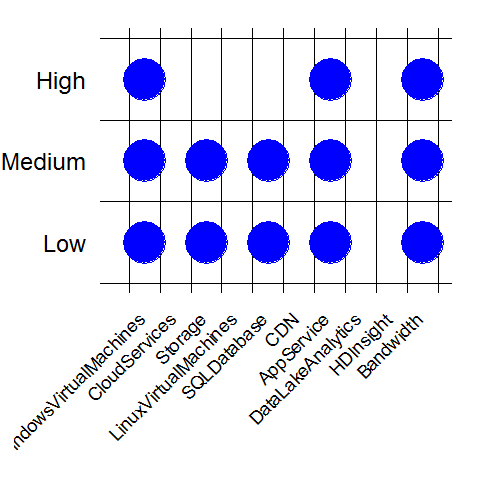 High
Medium
Low
ndowsVirtualMachines
CloudServices
Storage
LinuxVirtualMachines
SQLDatabase
CDN
AppService
DataLakeAnalytics
HDInsight
Bandwidth